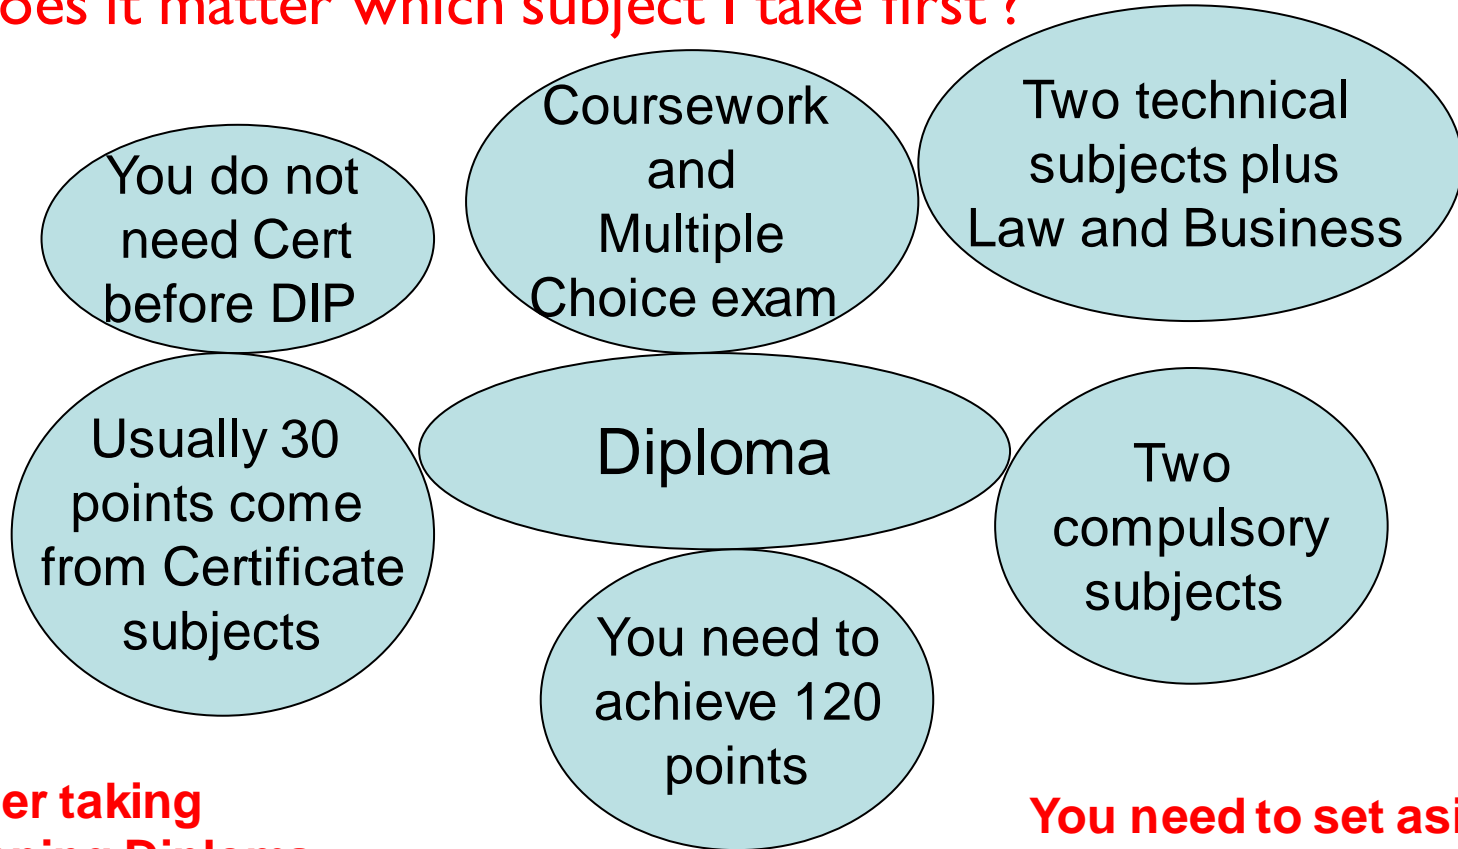 oes it matter which subject I take first ?
You do not
need Cert
before DIP
Coursework
and
Multiple
Choice exam
Two technical
subjects plus
Law and Business
Usually 30
points come
from Certificate
subjects
Diploma
Two
compulsory
subjects
You need to
achieve 120
points
er taking
Diploma
You need to set asi